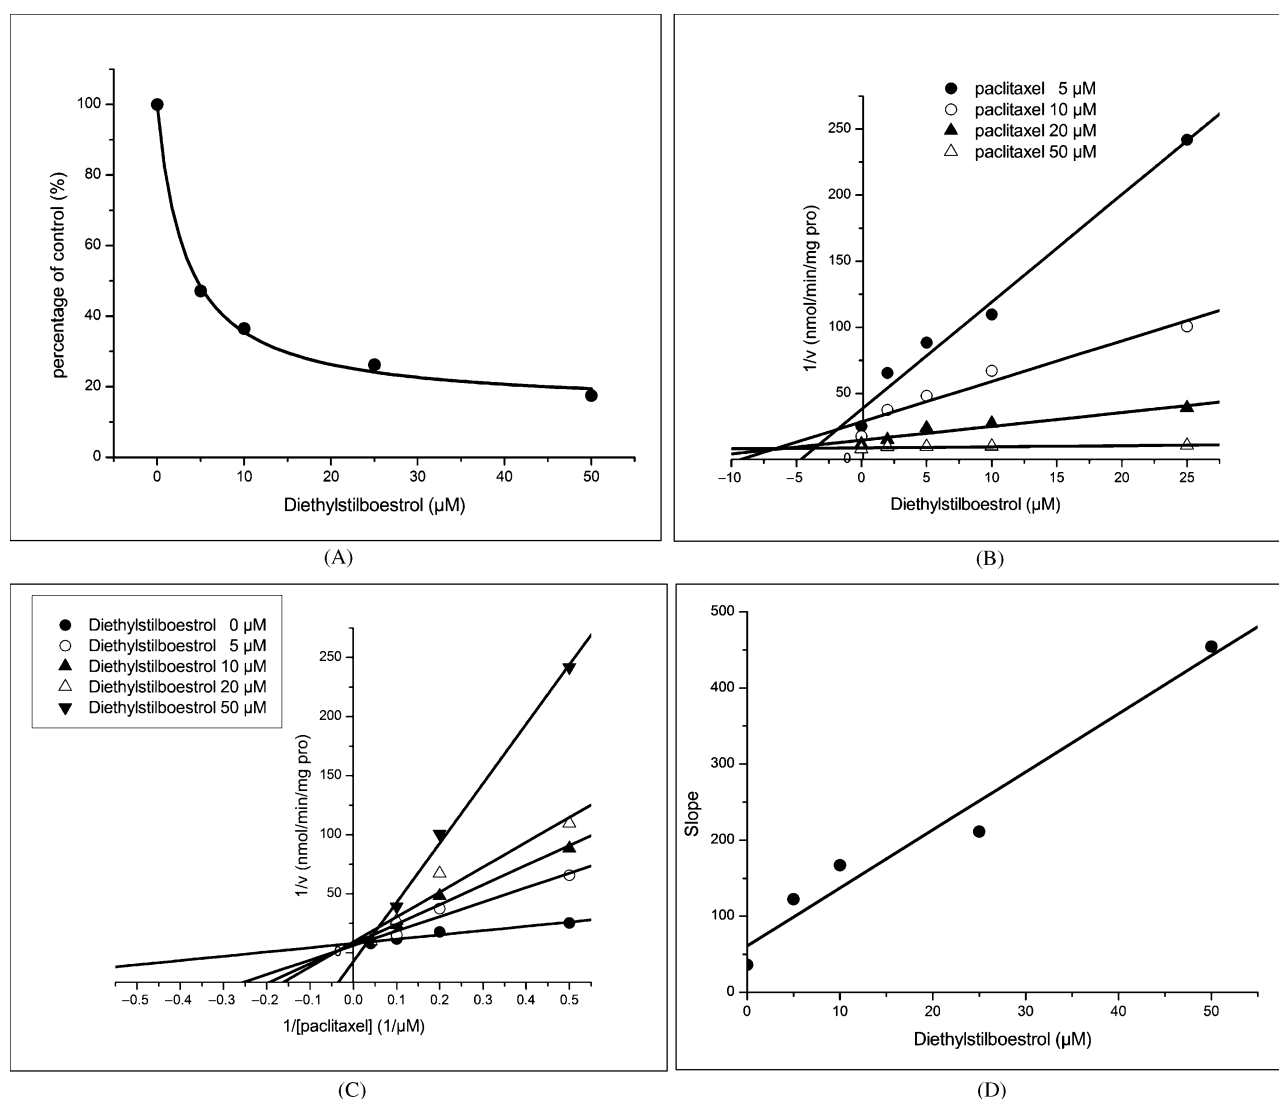 percentage of control (%)
100
80
60
40
20
0
0 10 20 30 40 50
Diethylstilboestrol (µM)
(A)
paclitaxel 5 µM
paclitaxel 10 µM
paclitaxel 20 µM
paclitaxel 50 µM
1/v (nmol/min/mg pro)
250
200
150
100
50
0
−10 −5 0 5 10 15 20 25
Diethylstilboestrol (µM)
(B)
Diethylstilboestrol 0 µM
Diethylstilboestrol 5 µM
Diethylstilboestrol 10 µM
Diethylstilboestrol 20 µM
Diethylstilboestrol 50 µM
1/v (nmol/min/mg pro)
250
200
150
100
50
0
−0.5 −0.4 −0.3 −0.2 −0.1 0.0 0.1 0.2 0.3 0.4 0.5
1/[paclitaxel] (1/µM)
(C)
Slope
500
400
300
200
100
0
0 10 20 30 40 50
Diethylstilboestrol (µM)
(D)